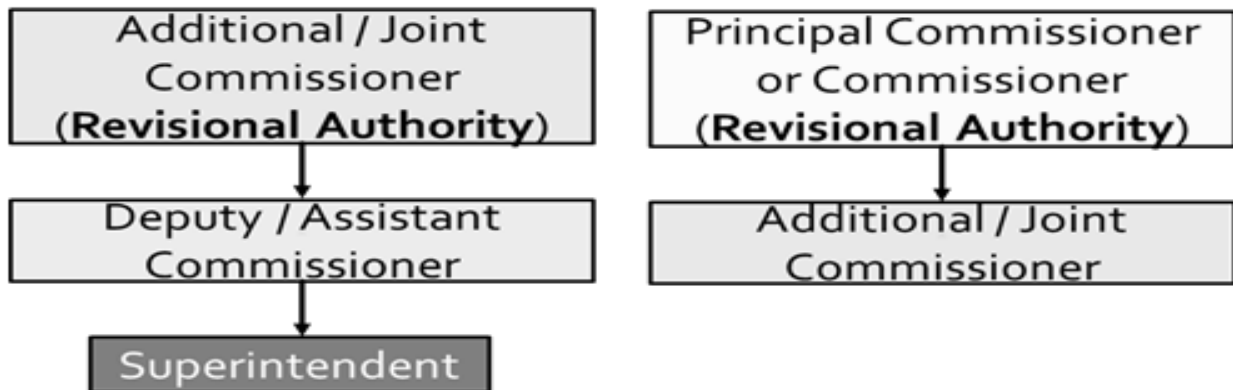 Additional / Joint
Commissioner
(Revisional Authority)
Deputy / Assistant
Commissioner
Superintendent
Principal Commissioner
or Commissioner
(Revisional Authority)
Additional / Joint
Commissioner